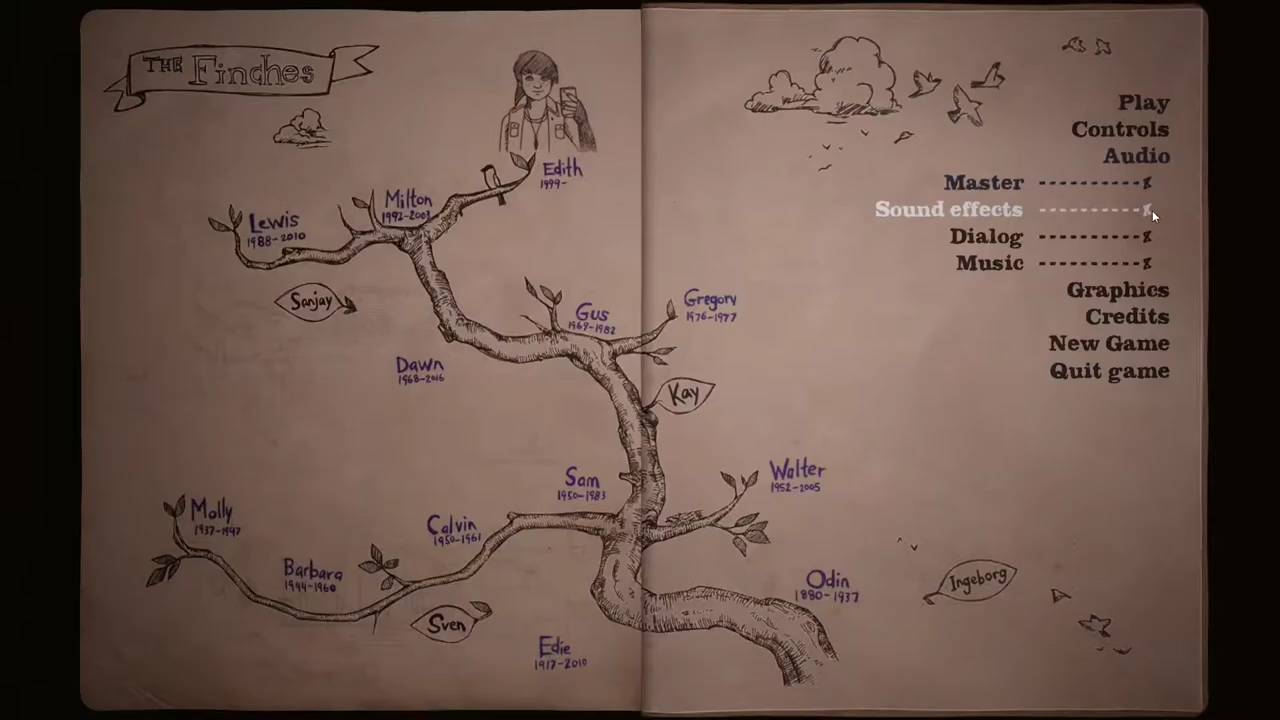 THE Finches
Edith
1999-
Milton
1992-2003
Lewis
1988-2010
Sanjay
Gus
1969-1982
Gregory
1976-1977
Dawn
1968-2016
Kay
Sam
1950-1983
Walter
1952-2005
Molly
1937-1947
Calvin
1950-1961
Barbara
1944-1960
Sven
Odin
1880-1937
Ingeborg
Edie
1917-2010
Play
Controls
Audio
Master
Sound effects
Dialog
Music
Graphics
Credits
New Game
Quit game